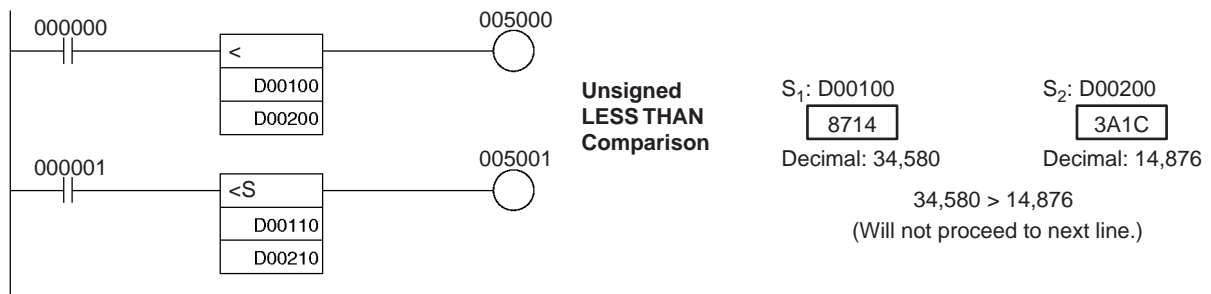 000000
005000
<
D00100
D00200
000001
005001
<S
D00110
D00210
Unsigned
LESS THAN
Comparison
S₁: D00100
S₂: D00200
8714
3A1C
Decimal: 34,580
Decimal: 14,876
34,580 > 14,876
(Will not proceed to next line.)